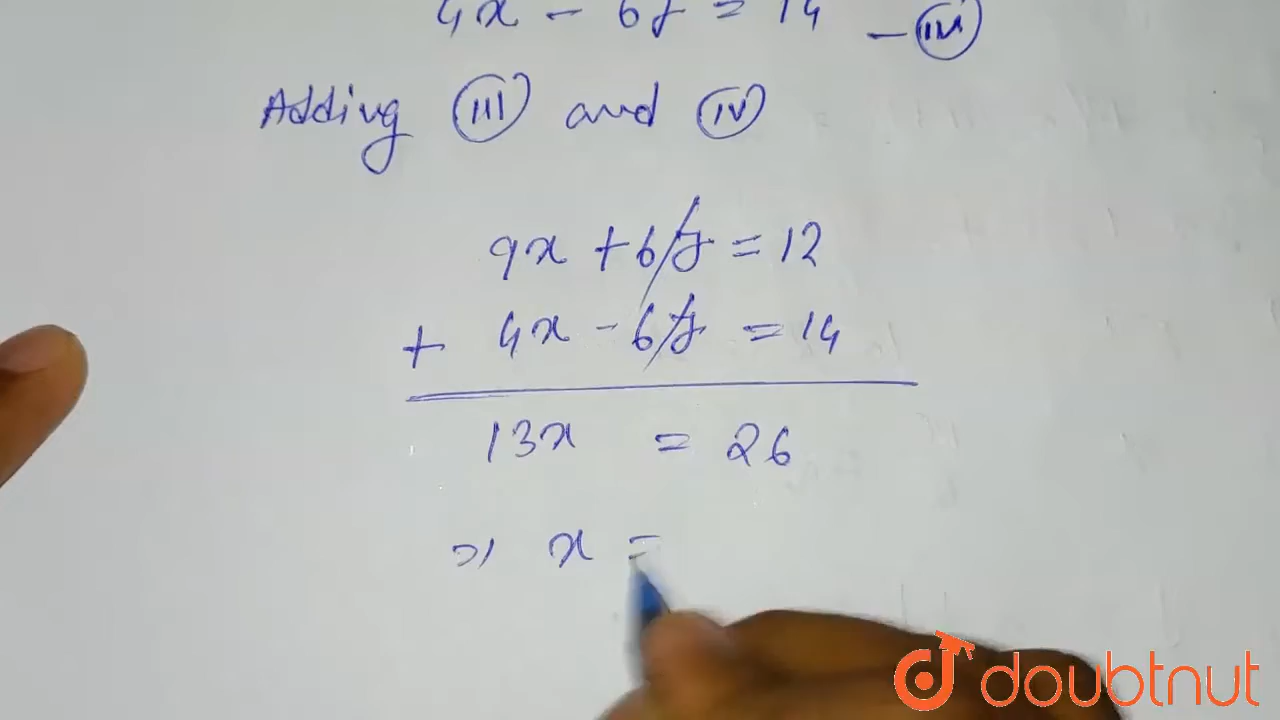 4x - 6y = 14 - (IV)
Adding (III) and (IV)
9x + 6y = 12
+ 4x - 6y = 14
13x = 26
⇒ x =
doubtnut